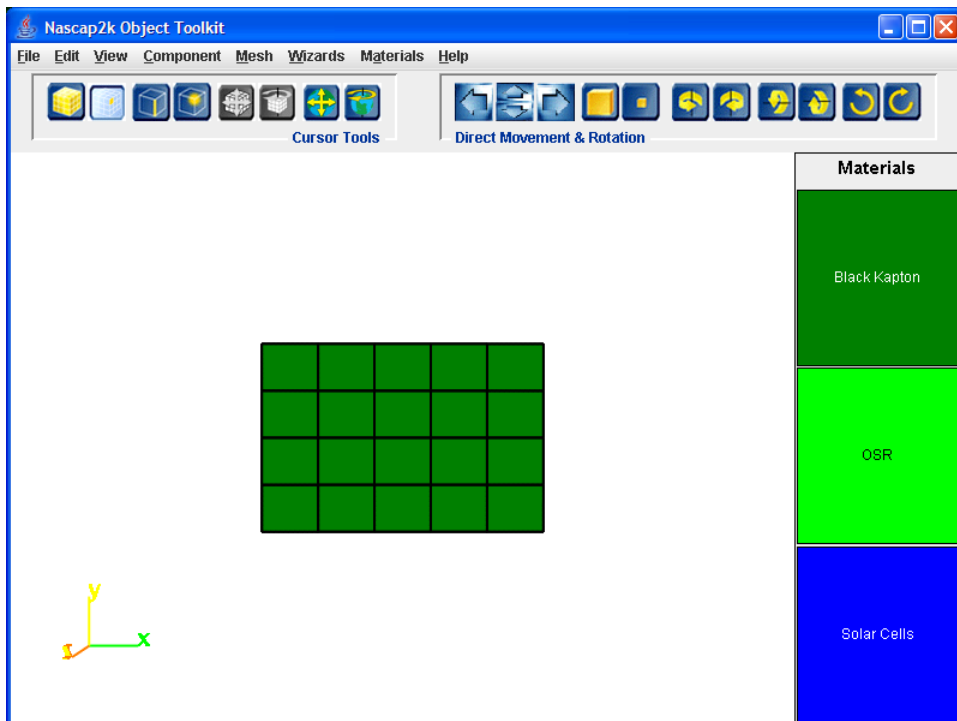 Nascap2k Object Toolkit
File Edit View Component Mesh Wizards Materials Help
Cursor Tools
Direct Movement & Rotation
Materials
Black Kapton
OSR
Solar Cells
y
x
z